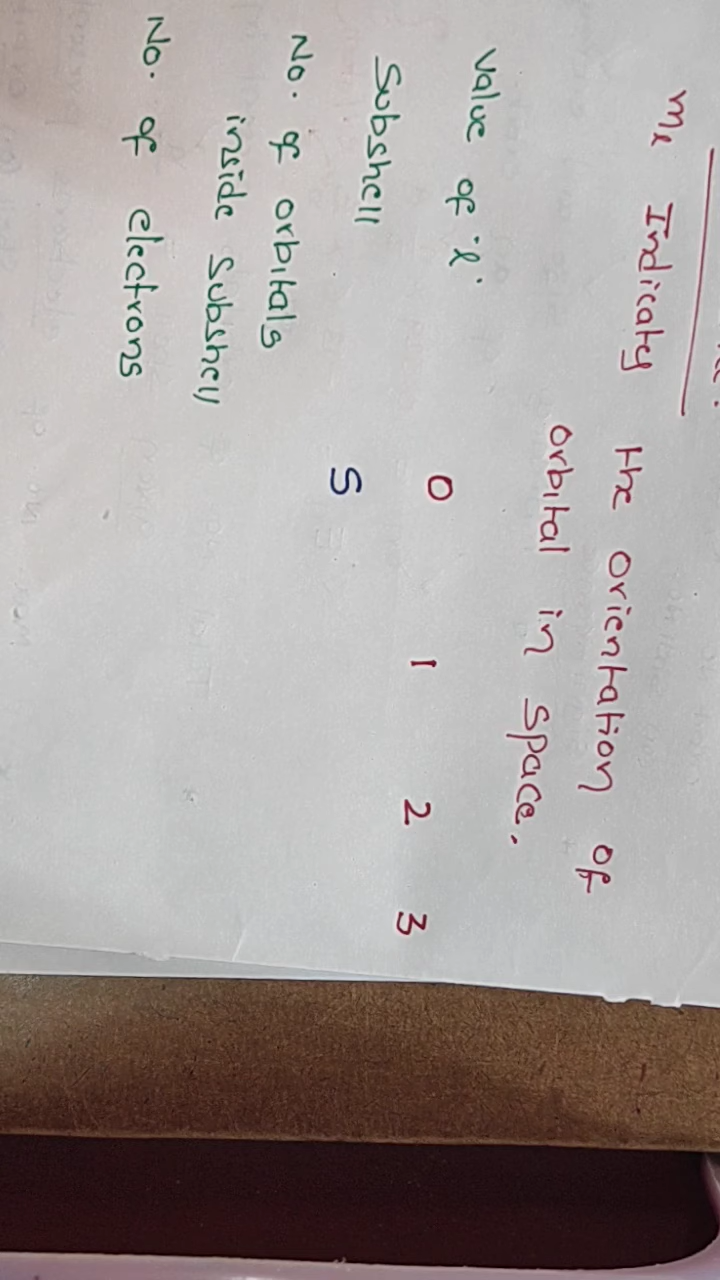 mℓ Indicaty the orientation of
orbital in space.
Value of 'ℓ' 0 1 2 3
Subshell S
No. of orbitals
inside subshell
No. of electrons